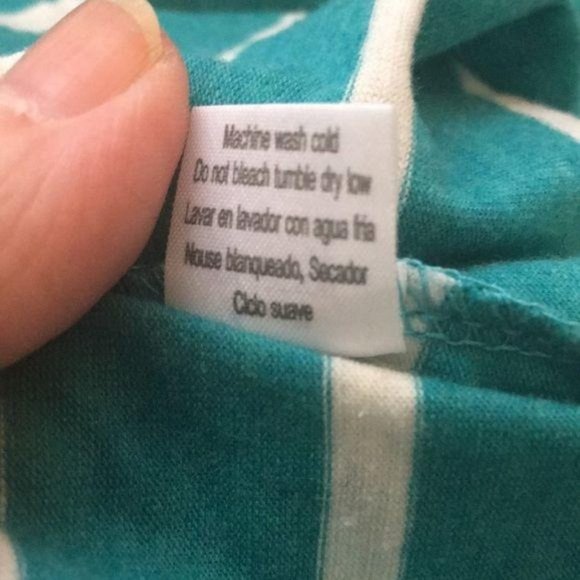 Machine wash cold
Do not bleach tumble dry low
Lavar en lavador con agua fria
Nouse blanqueado, Secador
Ciclo suave